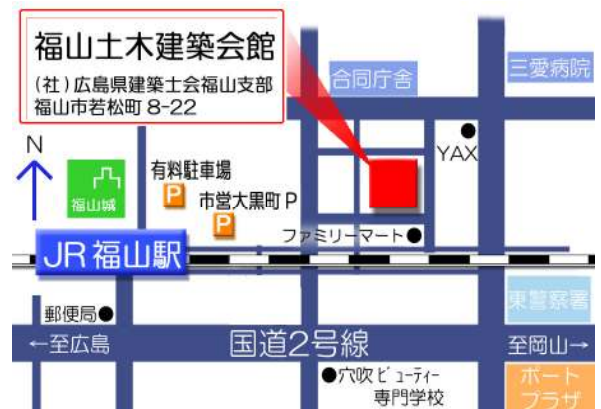 福山土木建築会館
(社)広島県建築士会福山支部
福山市若松町 8-22
合同庁舎
三愛病院
N
YAX
有料駐車場
P
福山城
市営大黒町 P
P
ファミリーマート●
JR 福山駅
郵便局●
東警察署
←至広島
国道2号線
至岡山→
●穴吹 ビューティー
専門学校
ポート
プラザ